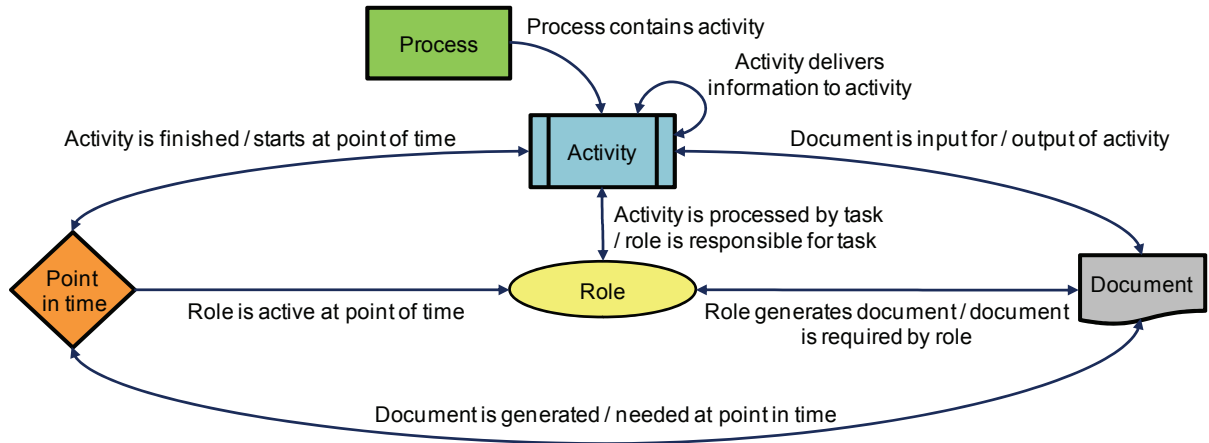 Process
Process contains activity
Activity delivers
information to activity
Activity is finished / starts at point of time
Activity
Document is input for / output of activity
Activity is processed by task
/ role is responsible for task
Point
in time
Role is active at point of time
Role
Role generates document / document
is required by role
Document
Document is generated / needed at point in time